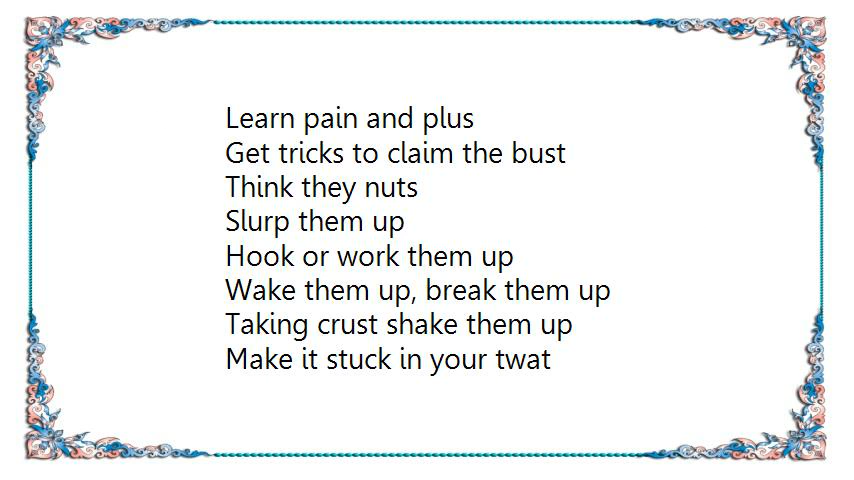 Learn pain and plus
Get tricks to claim the bust
Think they nuts
Slurp them up
Hook or work them up
Wake them up, break them up
Taking crust shake them up
Make it stuck in your twat